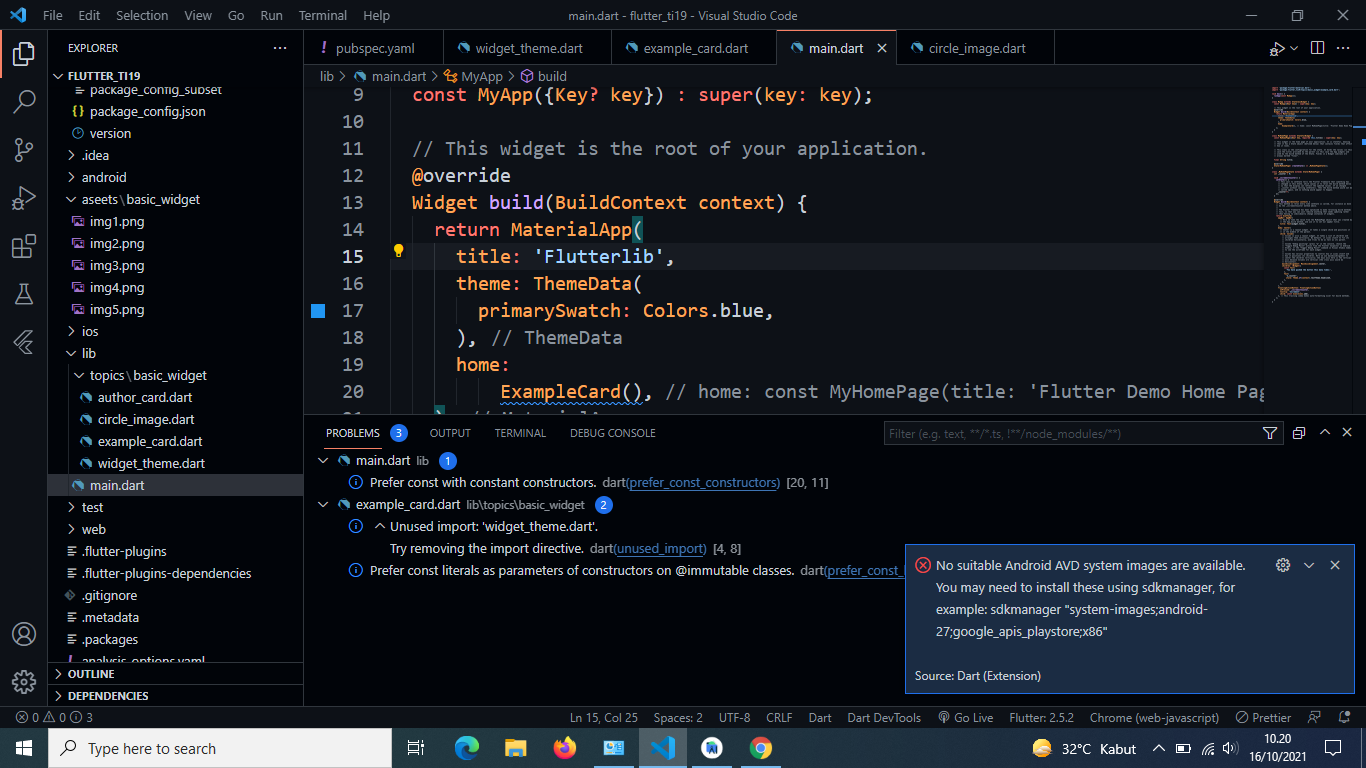 File Edit Selection View Go Run Terminal Help
main.dart - flutter_ti19 - Visual Studio Code
EXPLORER
FLUTTER_TI19
package_config_subset
package_config.json
version
.idea
android
aseets\basic_widget
img1.png
img2.png
img3.png
img4.png
img5.png
ios
lib
topics\basic_widget
author_card.dart
circle_image.dart
example_card.dart
widget_theme.dart
main.dart
test
web
.flutter-plugins
.flutter-plugins-dependencies
.gitignore
.metadata
.packages
analysis_options.yaml
OUTLINE
DEPENDENCIES
pubspec.yaml widget_theme.dart example_card.dart main.dart circle_image.dart
lib > main.dart > MyApp > build
9 const MyApp({Key? key}) : super(key: key);
10
11 // This widget is the root of your application.
12 @override
13 Widget build(BuildContext context) {
14 return MaterialApp(
15 title: 'Flutterlib',
16 theme: ThemeData(
17 primarySwatch: Colors.blue,
18 ), // ThemeData
19 home:
20 ExampleCard(), // home: const MyHomePage(title: 'Flutter Demo Home Pag
PROBLEMS 3 OUTPUT TERMINAL DEBUG CONSOLE
Filter (e.g. text, **/*.ts, !**/node_modules/**)
main.dart lib 1
Prefer const with constant constructors. dart(prefer_const_constructors) [20, 11]
example_card.dart lib\topics\basic_widget 2
Unused import: 'widget_theme.dart'.
Try removing the import directive. dart(unused_import) [4, 8]
Prefer const literals as parameters of constructors on @immutable classes. dart(prefer_const_l
No suitable Android AVD system images are available.
You may need to install these using sdkmanager, for
example: sdkmanager "system-images;android-
27;google_apis_playstore;x86"
Source: Dart (Extension)
0 0 3
Ln 15, Col 25 Spaces: 2 UTF-8 CRLF Dart Dart DevTools Go Live Flutter: 2.5.2 Chrome (web-javascript) Prettier
Type here to search
32°C Kabut
10.20
16/10/2021